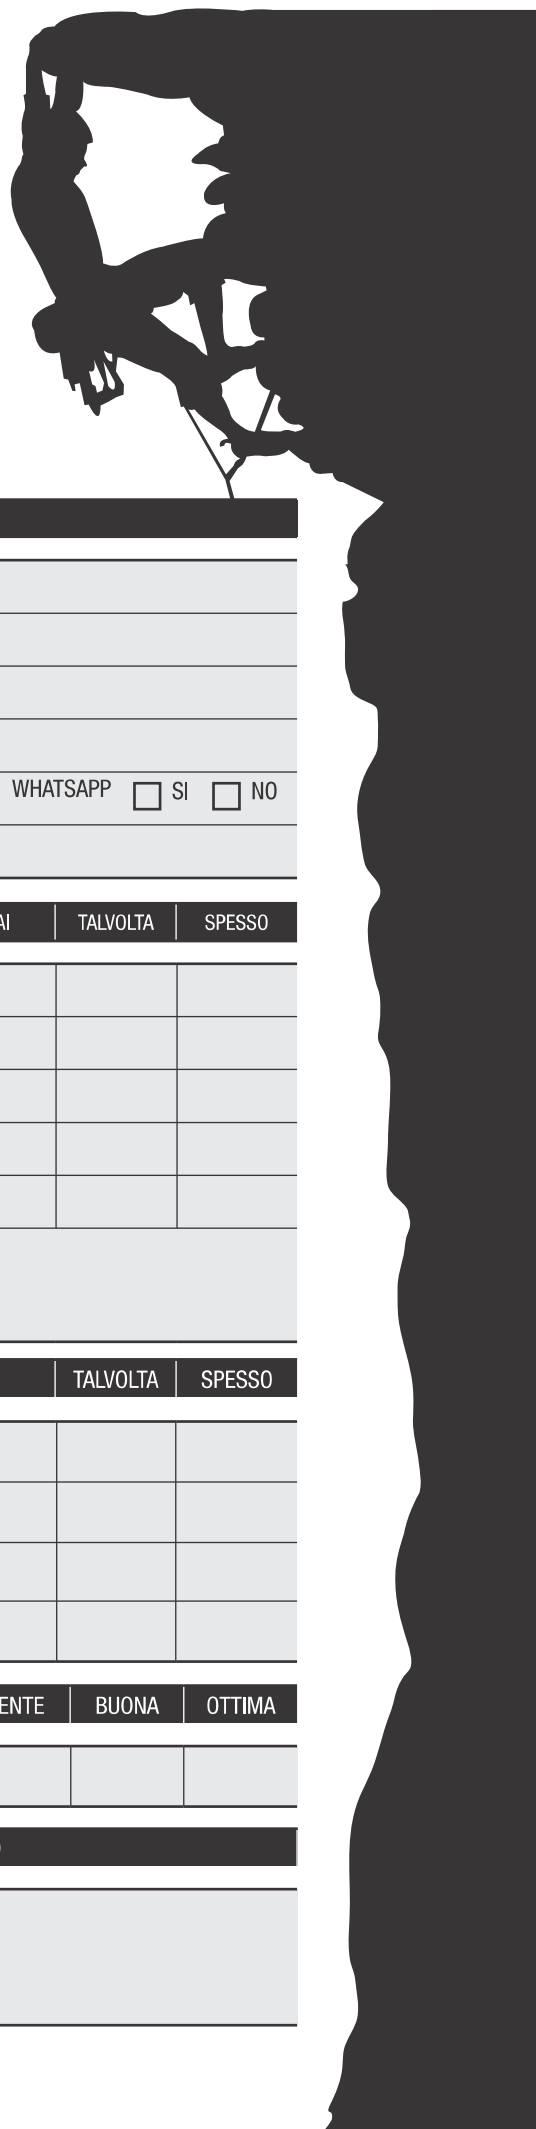 WHATSAPP SI NO
AI TALVOLTA SPESSO
TALVOLTA SPESSO
ENTE BUONA OTTIMA